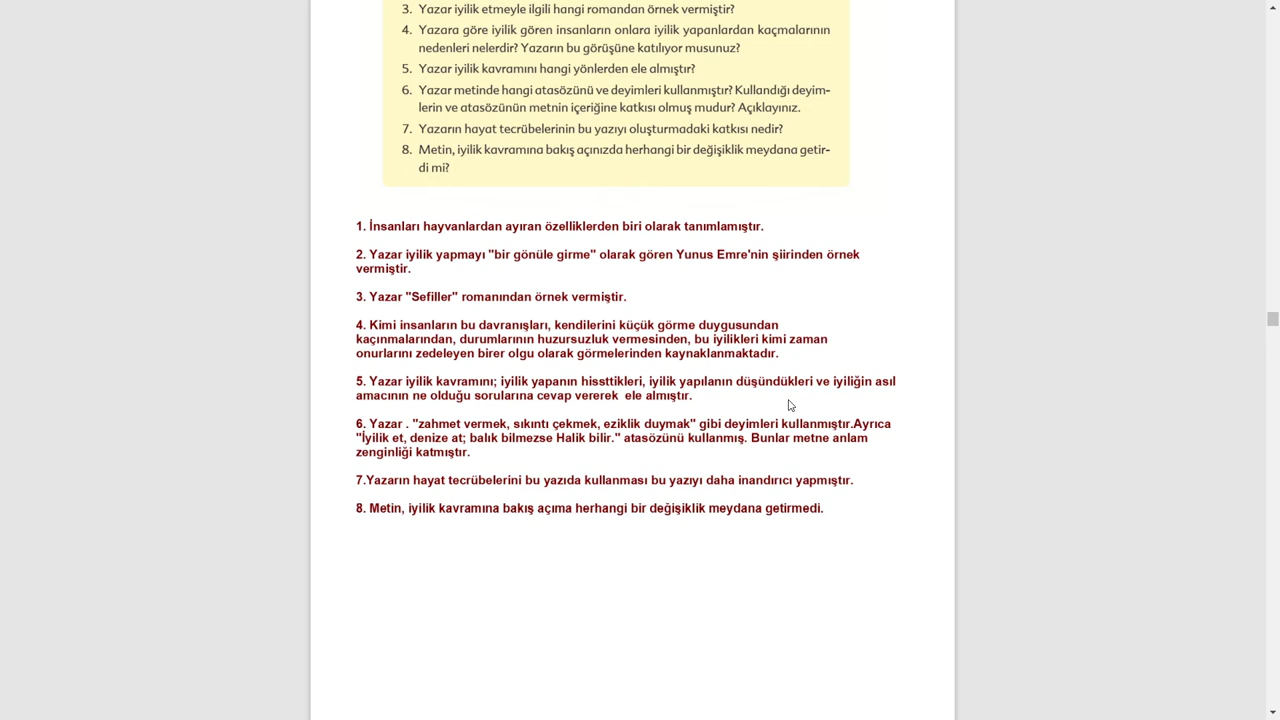 3. Yazar iyilik etmeyle ilgili hangi romandan örnek vermiştir?
4. Yazara göre iyilik gören insanların onlara iyilik yapanlardan kaçmalarının
nedenleri nelerdir? Yazarın bu görüşüne katılıyor musunuz?
5. Yazar iyilik kavramını hangi yönlerden ele almıştır?
6. Yazar metinde hangi atasözünü ve deyimleri kullanmıştır? Kullandığı deyim-
lerin ve atasözünün metnin içeriğine katkısı olmuş mudur? Açıklayınız.
7. Yazarın hayat tecrübelerinin bu yazıyı oluşturmadaki katkısı nedir?
8. Metin, iyilik kavramına bakış açınızda herhangi bir değişiklik meydana getir-
di mi?
1. İnsanları hayvanlardan ayıran özelliklerden biri olarak tanımlamıştır.
2. Yazar iyilik yapmayı "bir gönüle girme" olarak gören Yunus Emre'nin şiirinden örnek
vermiştir.
3. Yazar "Sefiller" romanından örnek vermiştir.
4. Kimi insanların bu davranışları, kendilerini küçük görme duygusundan
kaçınmalarından, durumlarının huzursuzluk vermesinden, bu iyilikleri kimi zaman
onurlarını zedeleyen birer olgu olarak görmelerinden kaynaklanmaktadır.
5. Yazar iyilik kavramını; iyilik yapanın hissttikleri, iyilik yapılanın düşündükleri ve iyiliğin asıl
amacının ne olduğu sorularına cevap vererek  ele almıştır.
6. Yazar . "zahmet vermek, sıkıntı çekmek, eziklik duymak" gibi deyimleri kullanmıştır.Ayrıca
"İyilik et, denize at; balık bilmezse Halik bilir." atasözünü kullanmış. Bunlar metne anlam
zenginliği katmıştır.
7.Yazarın hayat tecrübelerini bu yazıda kullanması bu yazıyı daha inandırıcı yapmıştır.
8. Metin, iyilik kavramına bakış açıma herhangi bir değişiklik meydana getirmedi.